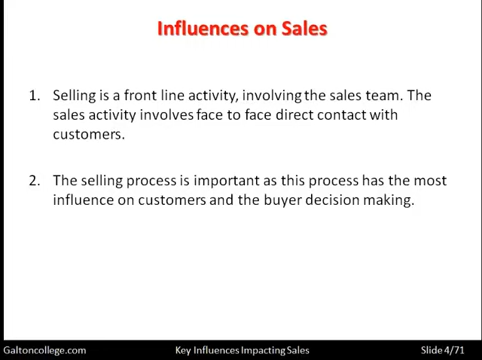 Influences on Sales
1. Selling is a front line activity, involving the sales team. The
sales activity involves face to face direct contact with
customers.
2. The selling process is important as this process has the most
influence on customers and the buyer decision making.
Galtoncollege.com Key Influences Impacting Sales Slide 4/71